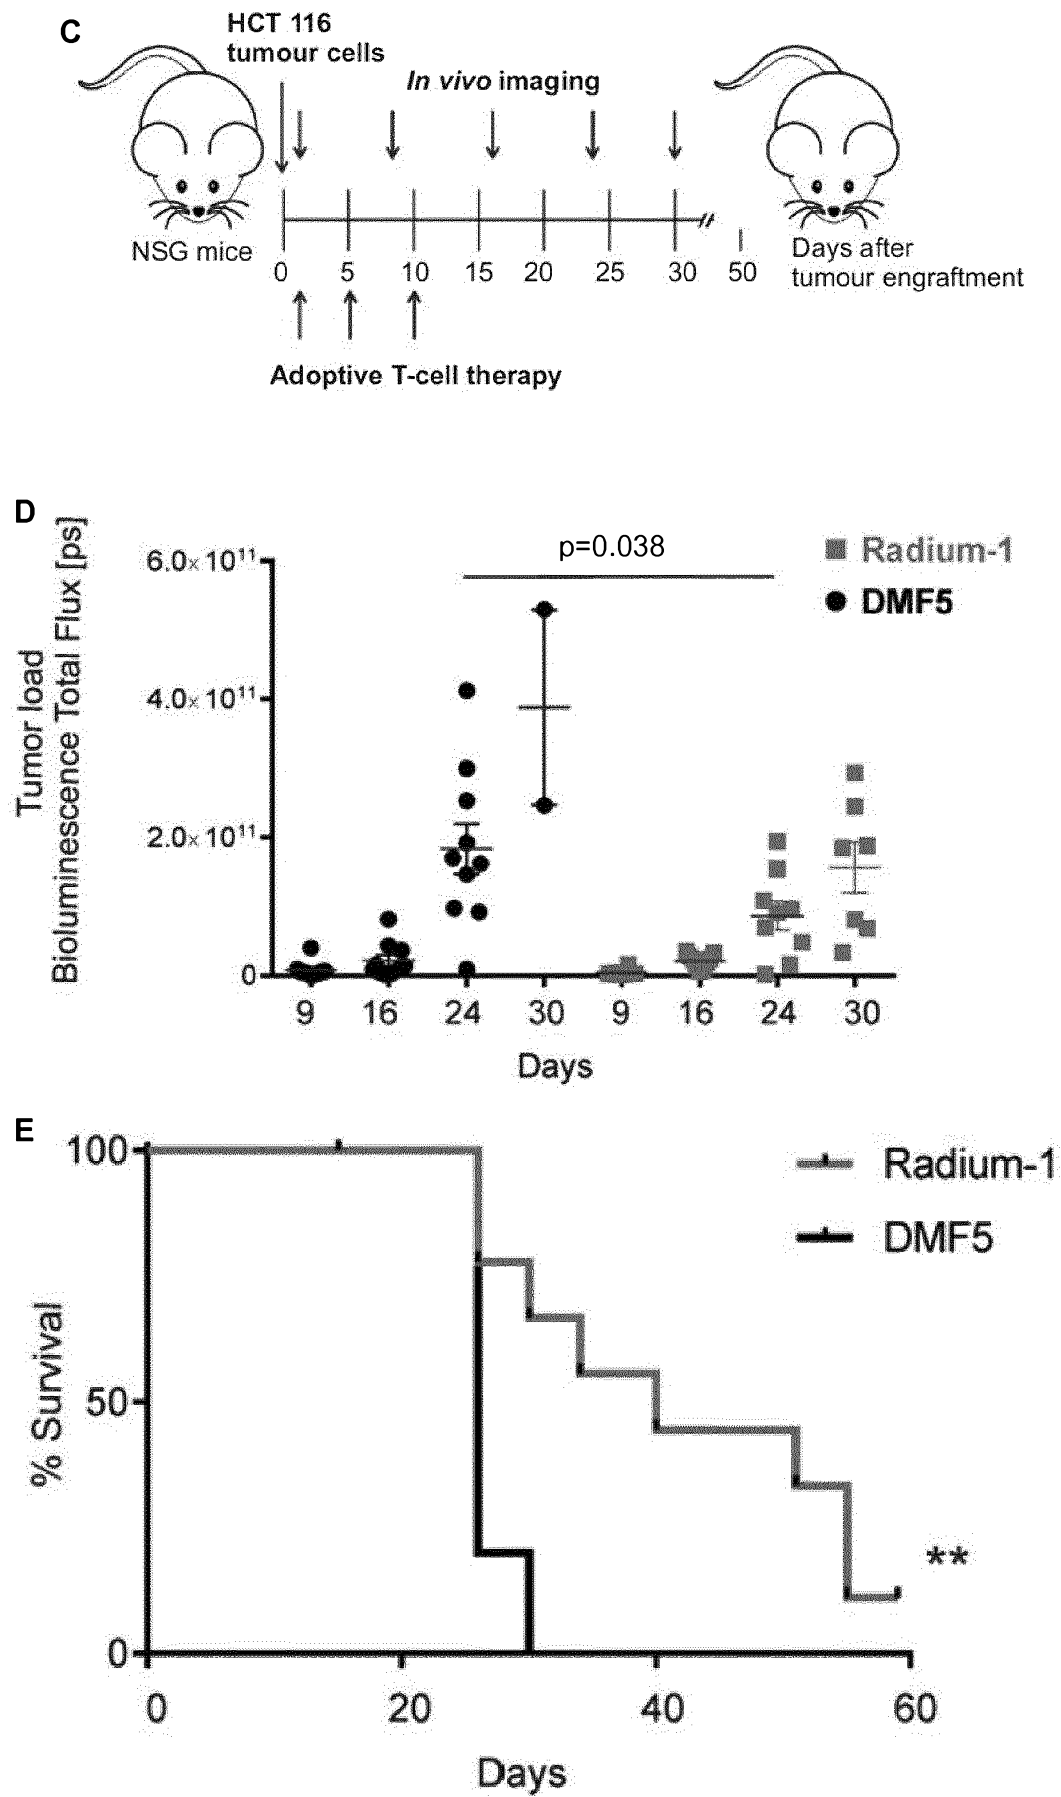 C
HCT 116
tumour cells
In vivo imaging
NSG mice
0 5 10 15 20 25 30 50
Days after
tumour engraftment
Adoptive T-cell therapy
D
Tumor load
Bioluminescence Total Flux [ps]
6.0× 10¹¹
4.0× 10¹¹
2.0× 10¹¹
0
p=0.038
Radium-1
DMF5
9 16 24 30 9 16 24 30
Days
E
% Survival
100
50
0
Radium-1
DMF5
**
0 20 40 60
Days